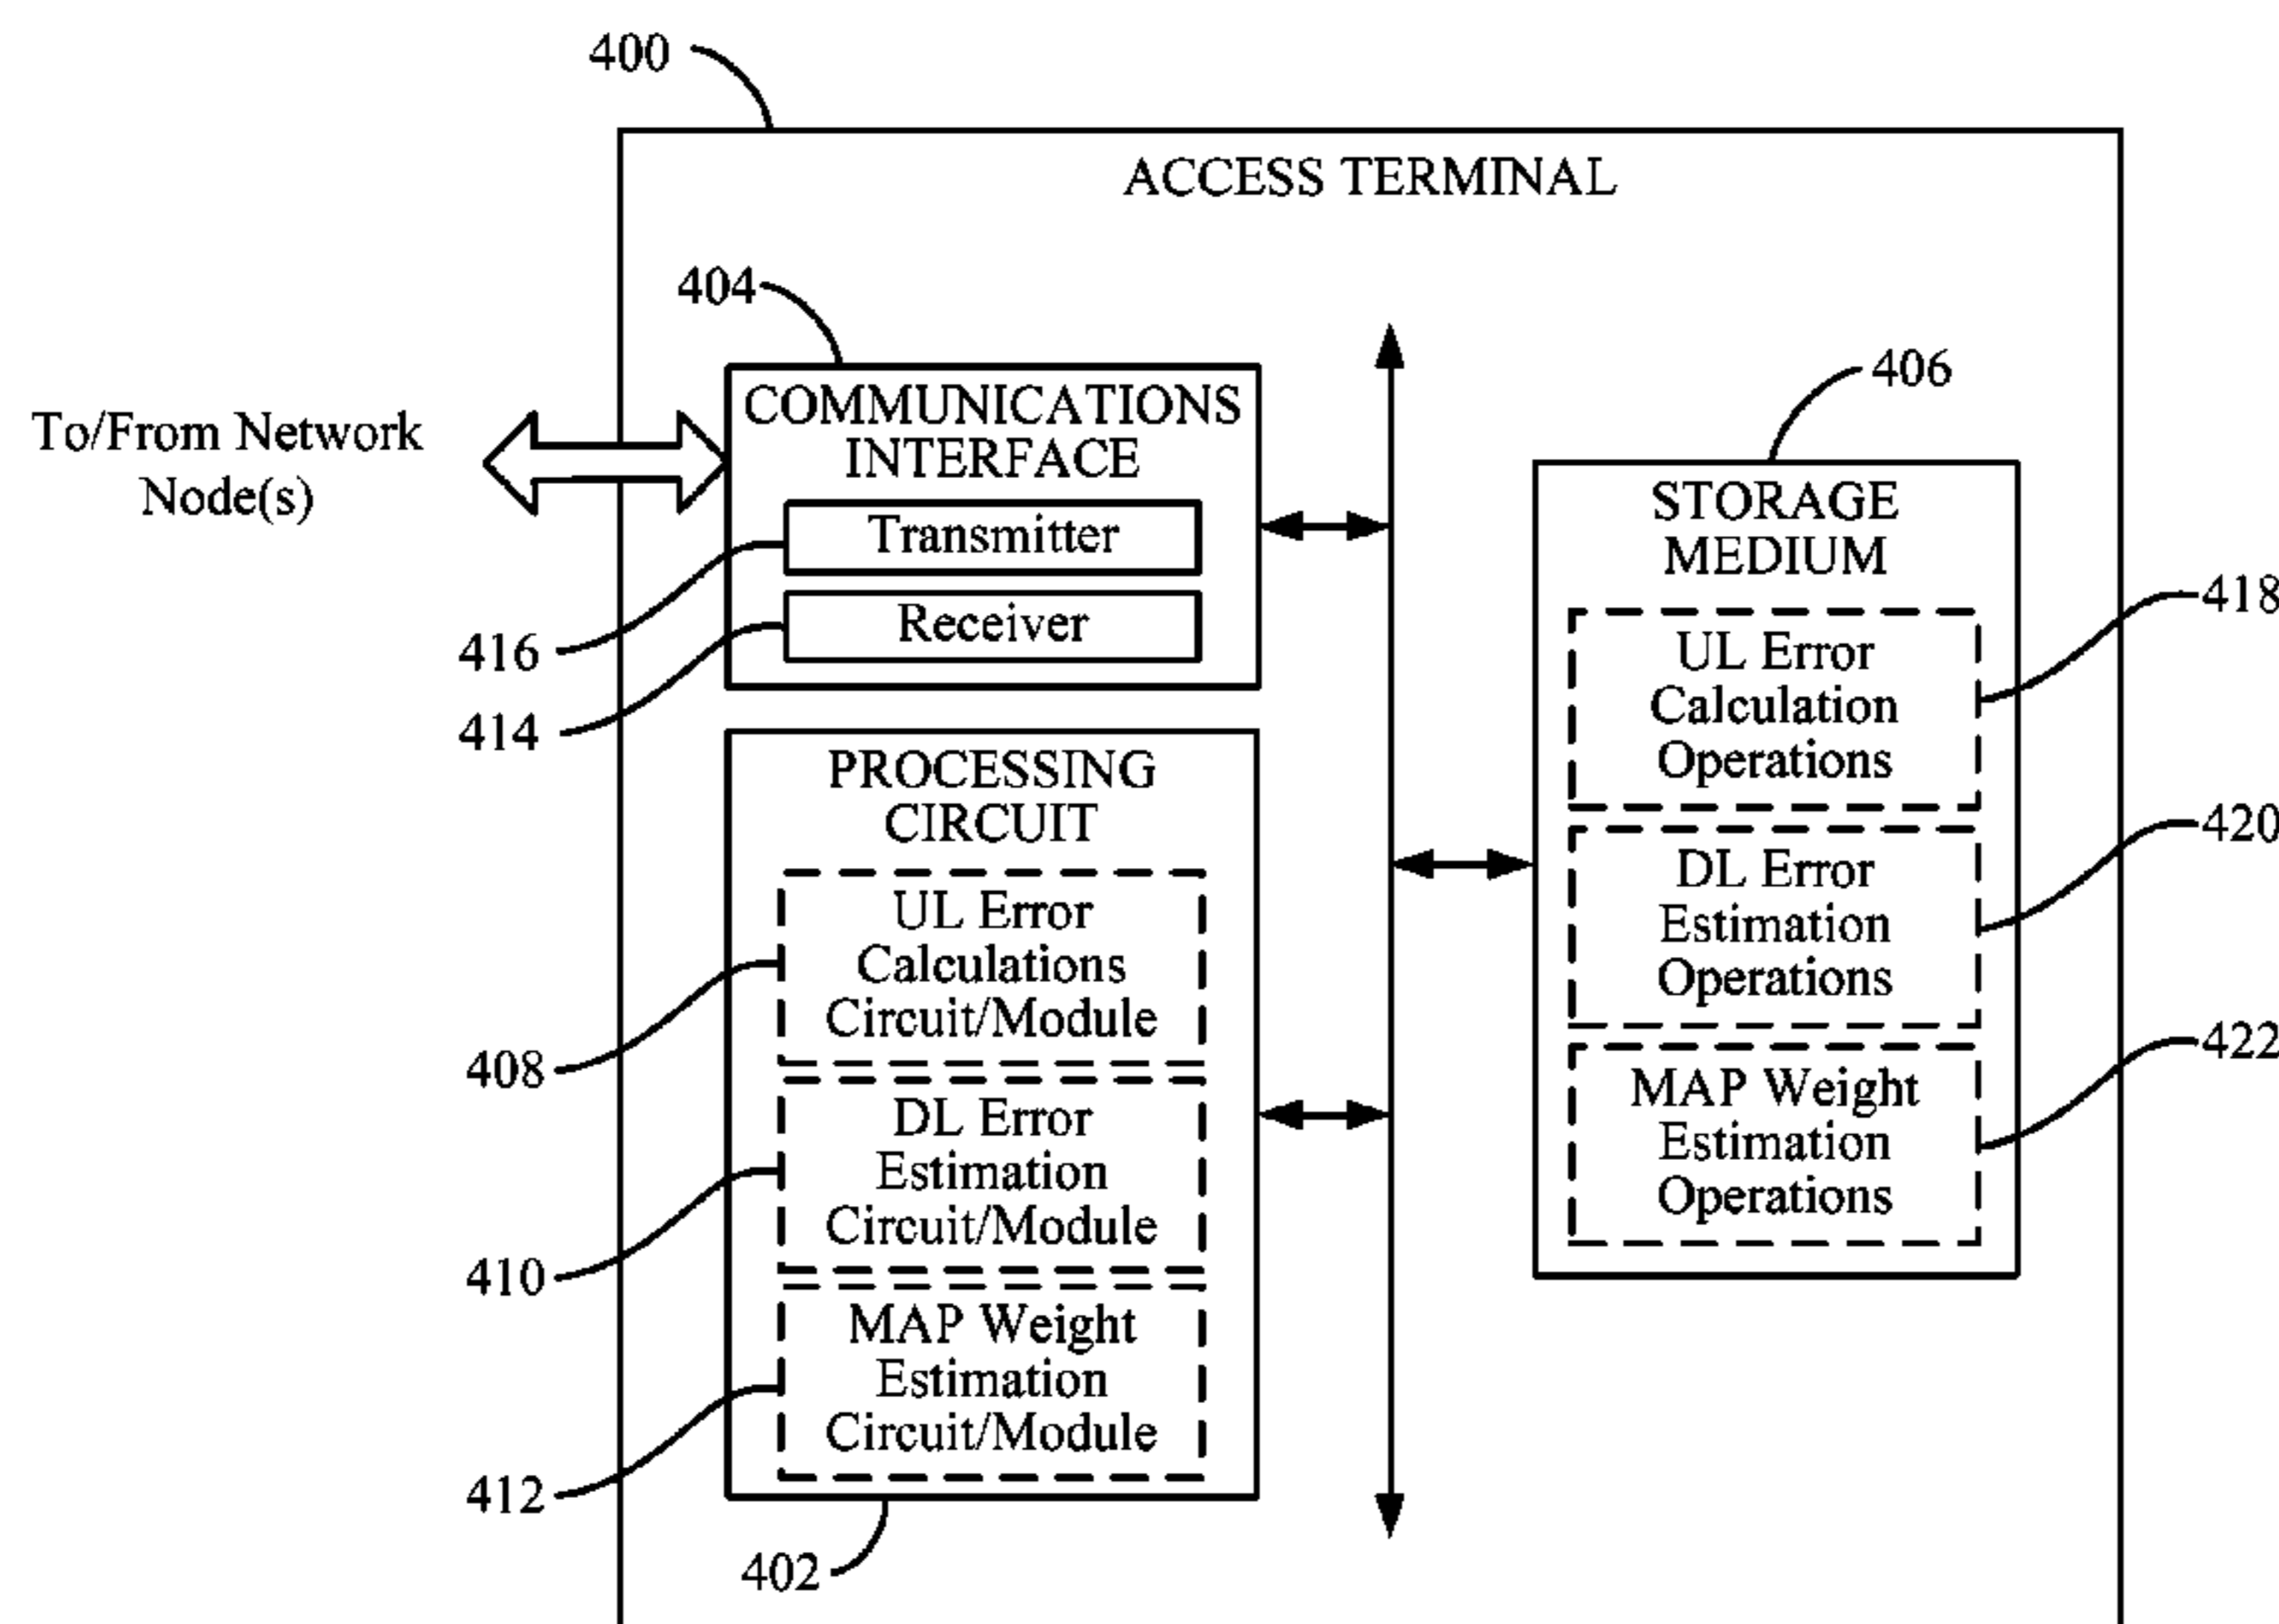 400
ACCESS TERMINAL
404
COMMUNICATIONS
INTERFACE
To/From Network
Node(s)
Transmitter
Receiver
416
414
406
STORAGE
MEDIUM
UL Error
Calculation
Operations
418
DL Error
Estimation
Operations
420
MAP Weight
Estimation
Operations
422
PROCESSING
CIRCUIT
UL Error
Calculations
Circuit/Module
408
DL Error
Estimation
Circuit/Module
410
MAP Weight
Estimation
Circuit/Module
412
402